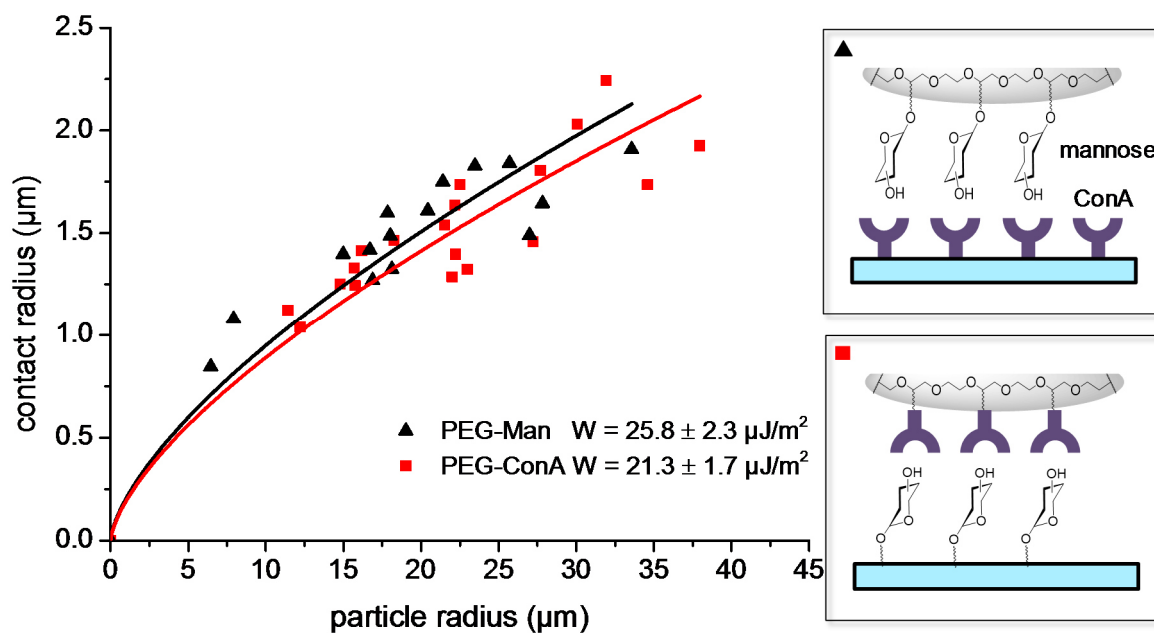 2.5
2.0
1.5
1.0
0.5
0.0
contact radius (µm)
0 5 10 15 20 25 30 35 40 45
particle radius (µm)
PEG-Man W = 25.8 ± 2.3 µJ/m²
PEG-ConA W = 21.3 ± 1.7 µJ/m²
O O O O O O
O O O
O O O
OH OH OH
mannose
ConA
O O O O O O
OH OH OH
O O O
O O O